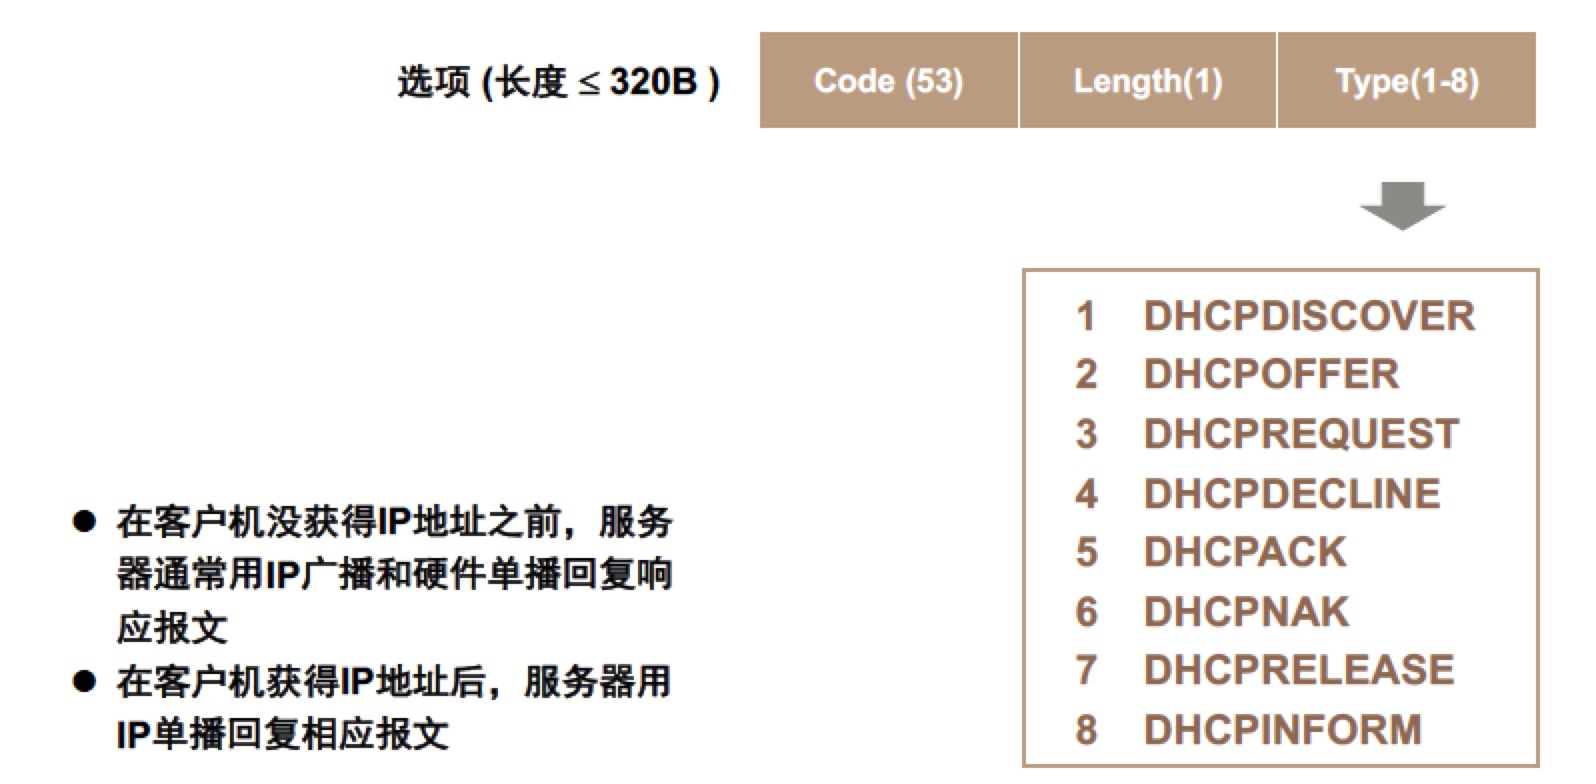 选项 (长度 ≤ 320B )
Code (53)
Length(1)
Type(1-8)
1 DHCPDISCOVER
2 DHCPOFFER
3 DHCPREQUEST
4 DHCPDECLINE
5 DHCPACK
6 DHCPNAK
7 DHCPRELEASE
8 DHCPINFORM
● 在客户机没获得IP地址之前，服务
器通常用IP广播和硬件单播回复响
应报文
● 在客户机获得IP地址后，服务器用
IP单播回复相应报文